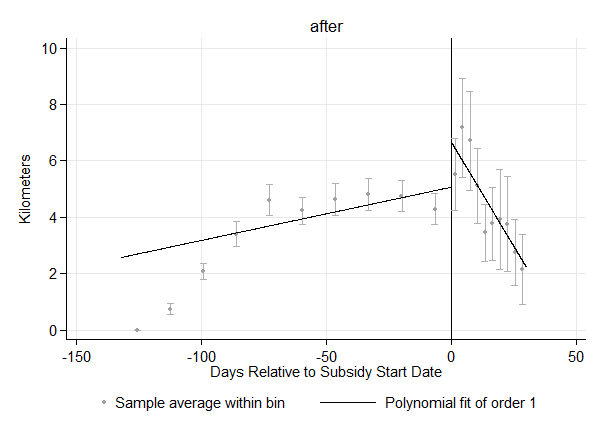 after
Kilometers
10
8
6
4
2
0
-150 -100 -50 0 50
Days Relative to Subsidy Start Date
Sample average within bin Polynomial fit of order 1